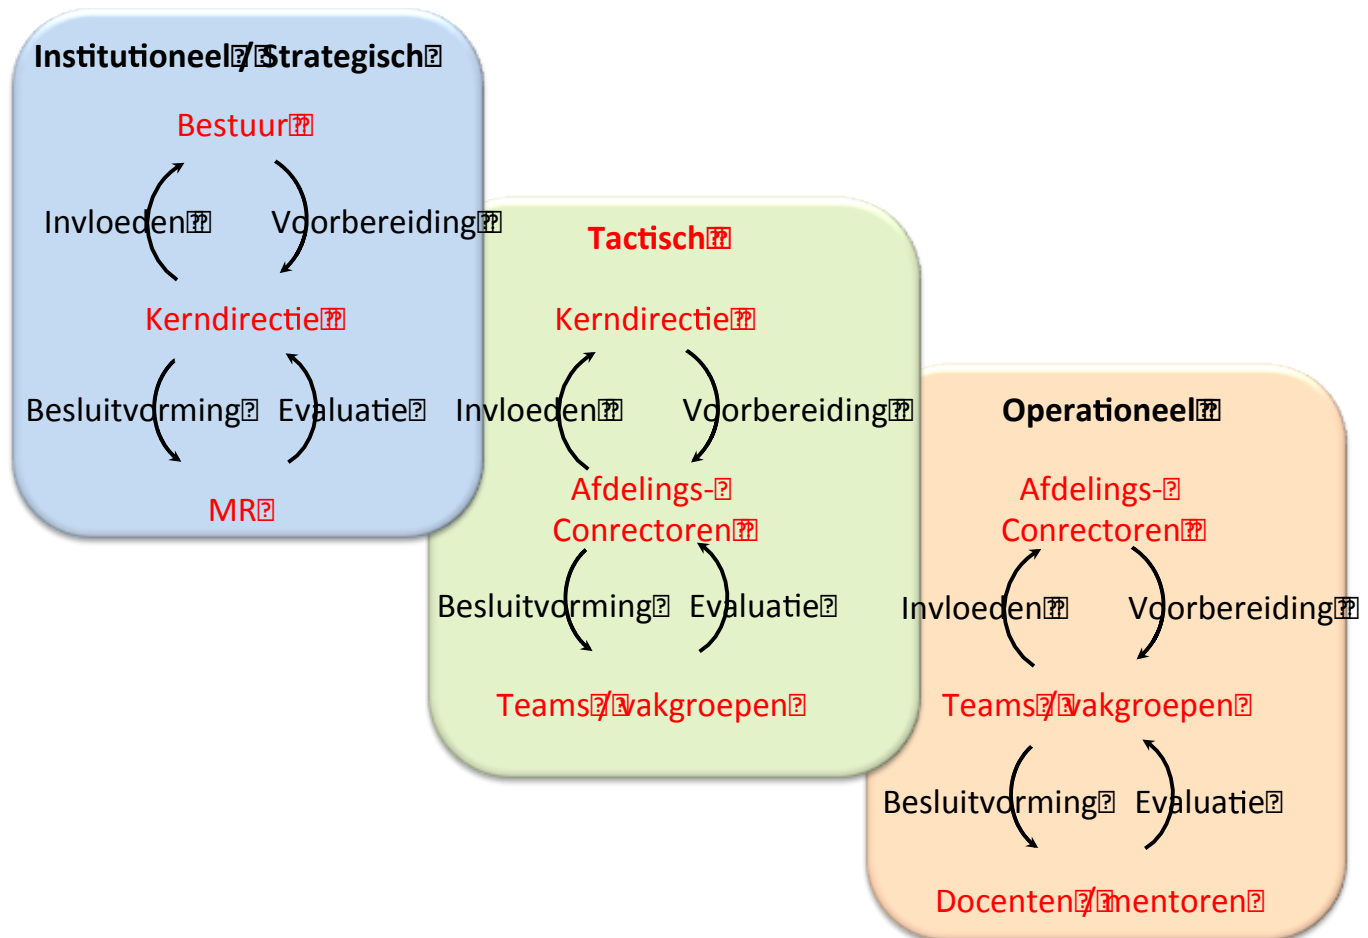 Institutioneel / Strategisch
Bestuur
Invloeden
Voorbereiding
Kerndirectie
Besluitvorming
Evaluatie
MR
Tactisch
Kerndirectie
Invloeden
Voorbereiding
Afdelings-
Conrectoren
Besluitvorming
Evaluatie
Teams / vakgroepen
Operationeel
Afdelings-
Conrectoren
Invloeden
Voorbereiding
Teams / vakgroepen
Besluitvorming
Evaluatie
Docenten / mentoren